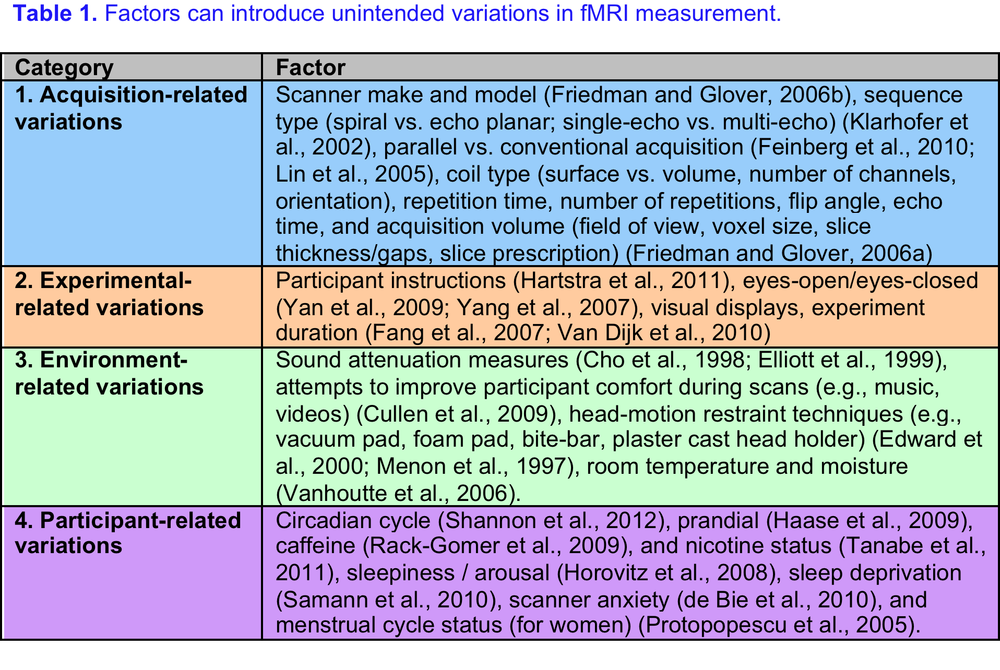 Table 1. Factors can introduce unintended variations in fMRI measurement.
Category
Factor
1. Acquisition-related
variations
Scanner make and model (Friedman and Glover, 2006b), sequence
type (spiral vs. echo planar; single-echo vs. multi-echo) (Klarhofer et
al., 2002), parallel vs. conventional acquisition (Feinberg et al., 2010;
Lin et al., 2005), coil type (surface vs. volume, number of channels,
orientation), repetition time, number of repetitions, flip angle, echo
time, and acquisition volume (field of view, voxel size, slice
thickness/gaps, slice prescription) (Friedman and Glover, 2006a)
2. Experimental-
related variations
Participant instructions (Hartstra et al., 2011), eyes-open/eyes-closed
(Yan et al., 2009; Yang et al., 2007), visual displays, experiment
duration (Fang et al., 2007; Van Dijk et al., 2010)
3. Environment-
related variations
Sound attenuation measures (Cho et al., 1998; Elliott et al., 1999),
attempts to improve participant comfort during scans (e.g., music,
videos) (Cullen et al., 2009), head-motion restraint techniques (e.g.,
vacuum pad, foam pad, bite-bar, plaster cast head holder) (Edward et
al., 2000; Menon et al., 1997), room temperature and moisture
(Vanhoutte et al., 2006).
4. Participant-related
variations
Circadian cycle (Shannon et al., 2012), prandial (Haase et al., 2009),
caffeine (Rack-Gomer et al., 2009), and nicotine status (Tanabe et al.,
2011), sleepiness / arousal (Horovitz et al., 2008), sleep deprivation
(Samann et al., 2010), scanner anxiety (de Bie et al., 2010), and
menstrual cycle status (for women) (Protopopescu et al., 2005).